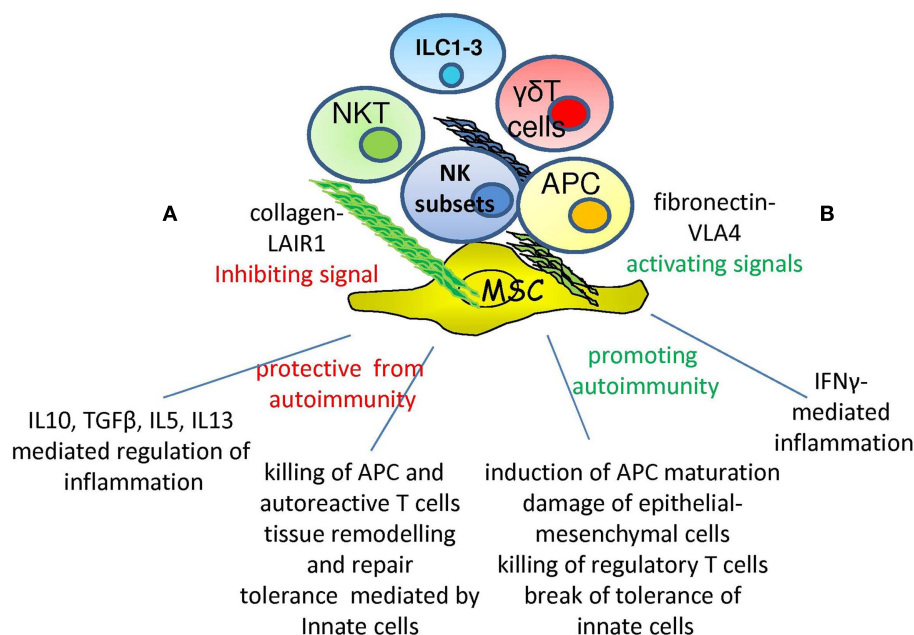 ILC1-3
γδT
cells
NKT
NK
subsets
APC
A
collagen-
LAIR1
Inhibiting signal
fibronectin-
VLA4
activating signals
B
MSC
protective from
autoimmunity
promoting
autoimmunity
IL10, TGFβ, IL5, IL13
mediated regulation of
inflammation
killing of APC and
autoreactive T cells
tissue remodelling
and repair
tolerance mediated by
Innate cells
induction of APC maturation
damage of epithelial-
mesenchymal cells
killing of regulatory T cells
break of tolerance of
innate cells
IFNγ-
mediated
inflammation